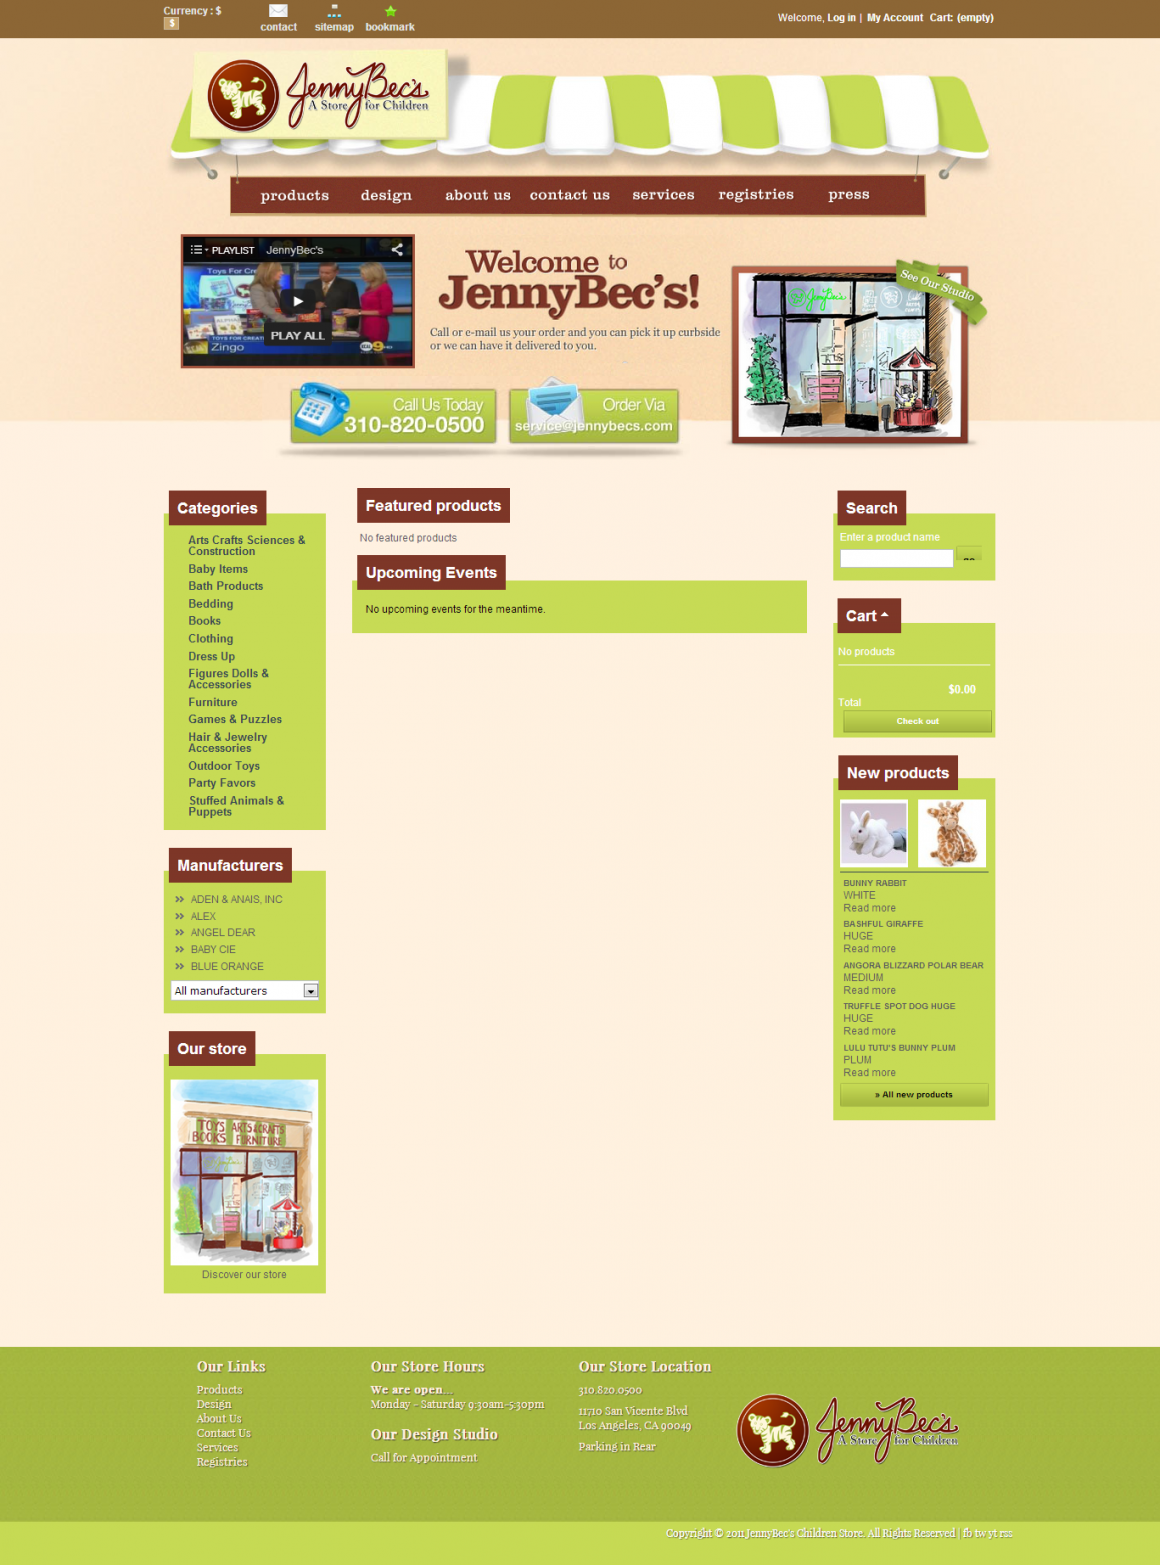 Currency : $
$
contact
sitemap
bookmark
Welcome, Log in | My Account Cart: (empty)
JennyBec's
A Store for Children
products
design
about us
contact us
services
registries
press
PLAYLIST JennyBec's
PLAY ALL
Zingo
Welcome to
JennyBec's!
Call or e-mail us your order and you can pick it up curbside
or we can have it delivered to you.
See Our Studio
Call Us Today
310-820-0500
Order Via
service@jennybecs.com
Categories
Arts Crafts Sciences &
Construction
Baby Items
Bath Products
Bedding
Books
Clothing
Dress Up
Figures Dolls &
Accessories
Furniture
Games & Puzzles
Hair & Jewelry
Accessories
Outdoor Toys
Party Favors
Stuffed Animals &
Puppets
Manufacturers
ADEN & ANAIS, INC
ALEX
ANGEL DEAR
BABY CIE
BLUE ORANGE
All manufacturers
Our store
TOYS ARTS & CRAFTS
BOOKS FURNITURE
Discover our store
Featured products
No featured products
Upcoming Events
No upcoming events for the meantime.
Search
Enter a product name
go
Cart
No products
$0.00
Total
Check out
New products
BUNNY RABBIT
WHITE
Read more
BASHFUL GIRAFFE
HUGE
Read more
ANGORA BLIZZARD POLAR BEAR
MEDIUM
Read more
TRUFFLE SPOT DOG HUGE
HUGE
Read more
LULU TUTU'S BUNNY PLUM
PLUM
Read more
» All new products
Our Links
Products
Design
About Us
Contact Us
Services
Registries
Our Store Hours
We are open...
Monday - Saturday 9:30am-5:30pm
Our Design Studio
Call for Appointment
Our Store Location
310.820.0500
11710 San Vicente Blvd
Los Angeles, CA 90049
Parking in Rear
JennyBec's
A Store for Children
Copyright © 2011 JennyBec's Children Store. All Rights Reserved | fb tw yt rss